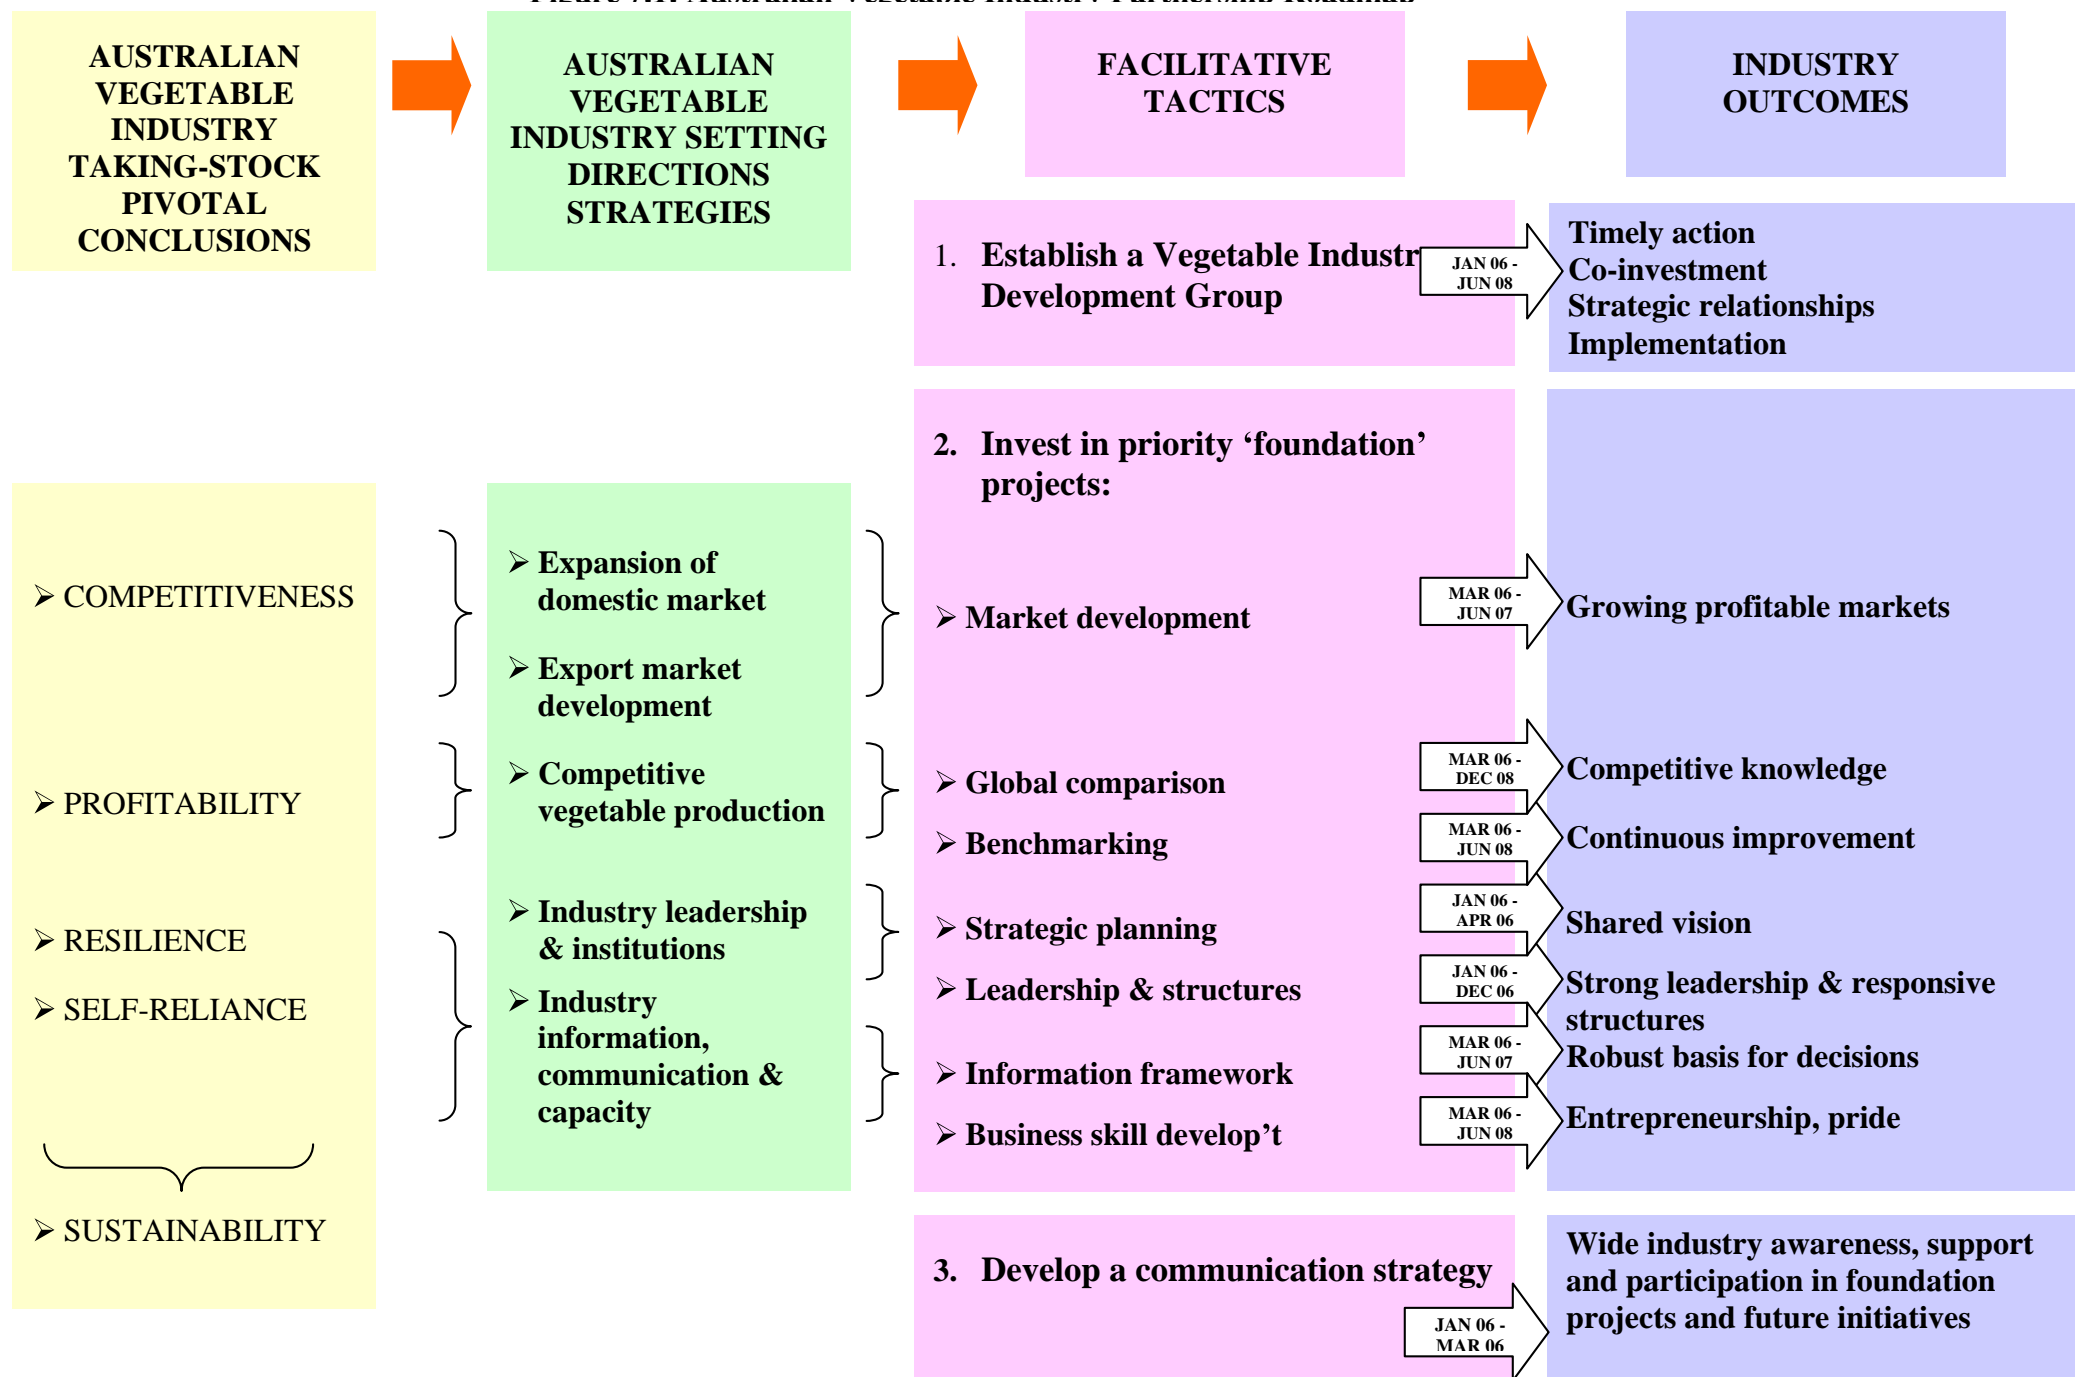 AUSTRALIAN
VEGETABLE
INDUSTRY
TAKING-STOCK
PIVOTAL
CONCLUSIONS
AUSTRALIAN
VEGETABLE
INDUSTRY SETTING
DIRECTIONS
STRATEGIES
FACILITATIVE
TACTICS
INDUSTRY
OUTCOMES
1. Establish a Vegetable Industr
Development Group
JAN 06 -
JUN 08
Timely action
Co-investment
Strategic relationships
Implementation
2. Invest in priority ‘foundation’
projects:
➢ COMPETITIVENESS
➢ PROFITABILITY
➢ RESILIENCE
➢ SELF-RELIANCE
➢ SUSTAINABILITY
➢ Expansion of
domestic market
➢ Export market
development
➢ Competitive
vegetable production
➢ Industry leadership
& institutions
➢ Industry
information,
communication &
capacity
➢ Market development
➢ Global comparison
➢ Benchmarking
➢ Strategic planning
➢ Leadership & structures
➢ Information framework
➢ Business skill develop’t
MAR 06 -
JUN 07
MAR 06 -
DEC 08
MAR 06 -
JUN 08
JAN 06 -
APR 06
JAN 06 -
DEC 06
MAR 06 -
JUN 07
MAR 06 -
JUN 08
Growing profitable markets
Competitive knowledge
Continuous improvement
Shared vision
Strong leadership & responsive
structures
Robust basis for decisions
Entrepreneurship, pride
3. Develop a communication strategy
JAN 06 -
MAR 06
Wide industry awareness, support
and participation in foundation
projects and future initiatives